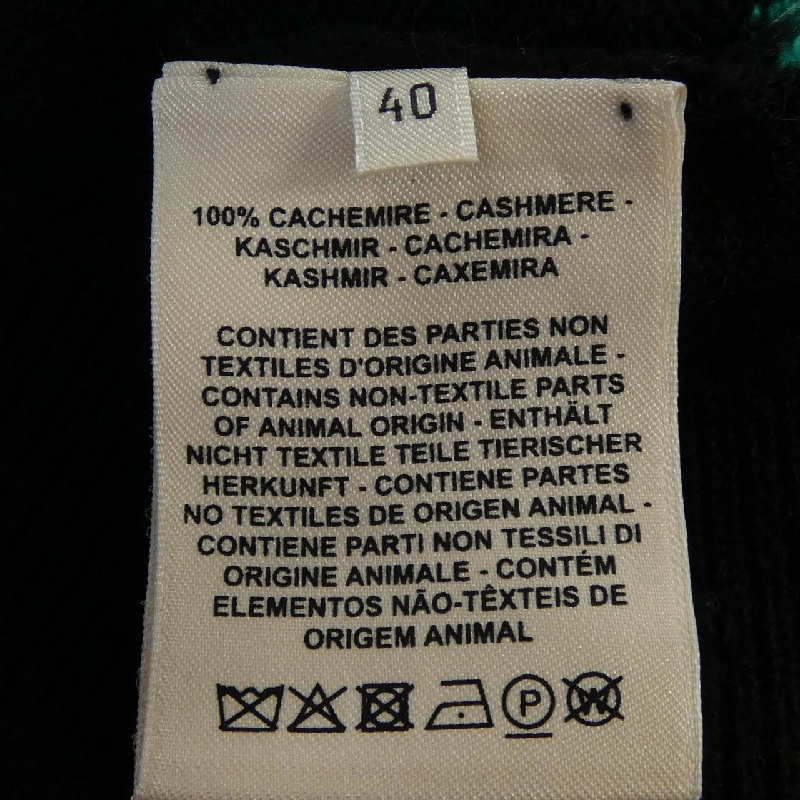 40
100% CACHEMIRE - CASHMERE -
KASCHMIR - CACHEMIRA -
KASHMIR - CAXEMIRA
CONTIENT DES PARTIES NON
TEXTILES D'ORIGINE ANIMALE -
CONTAINS NON-TEXTILE PARTS
OF ANIMAL ORIGIN - ENTHÄLT
NICHT TEXTILE TEILE TIERISCHER
HERKUNFT - CONTIENE PARTES
NO TEXTILES DE ORIGEN ANIMAL -
CONTIENE PARTI NON TESSILI DI
ORIGINE ANIMALE - CONTÉM
ELEMENTOS NÃO-TÊXTEIS DE
ORIGEM ANIMAL
P W